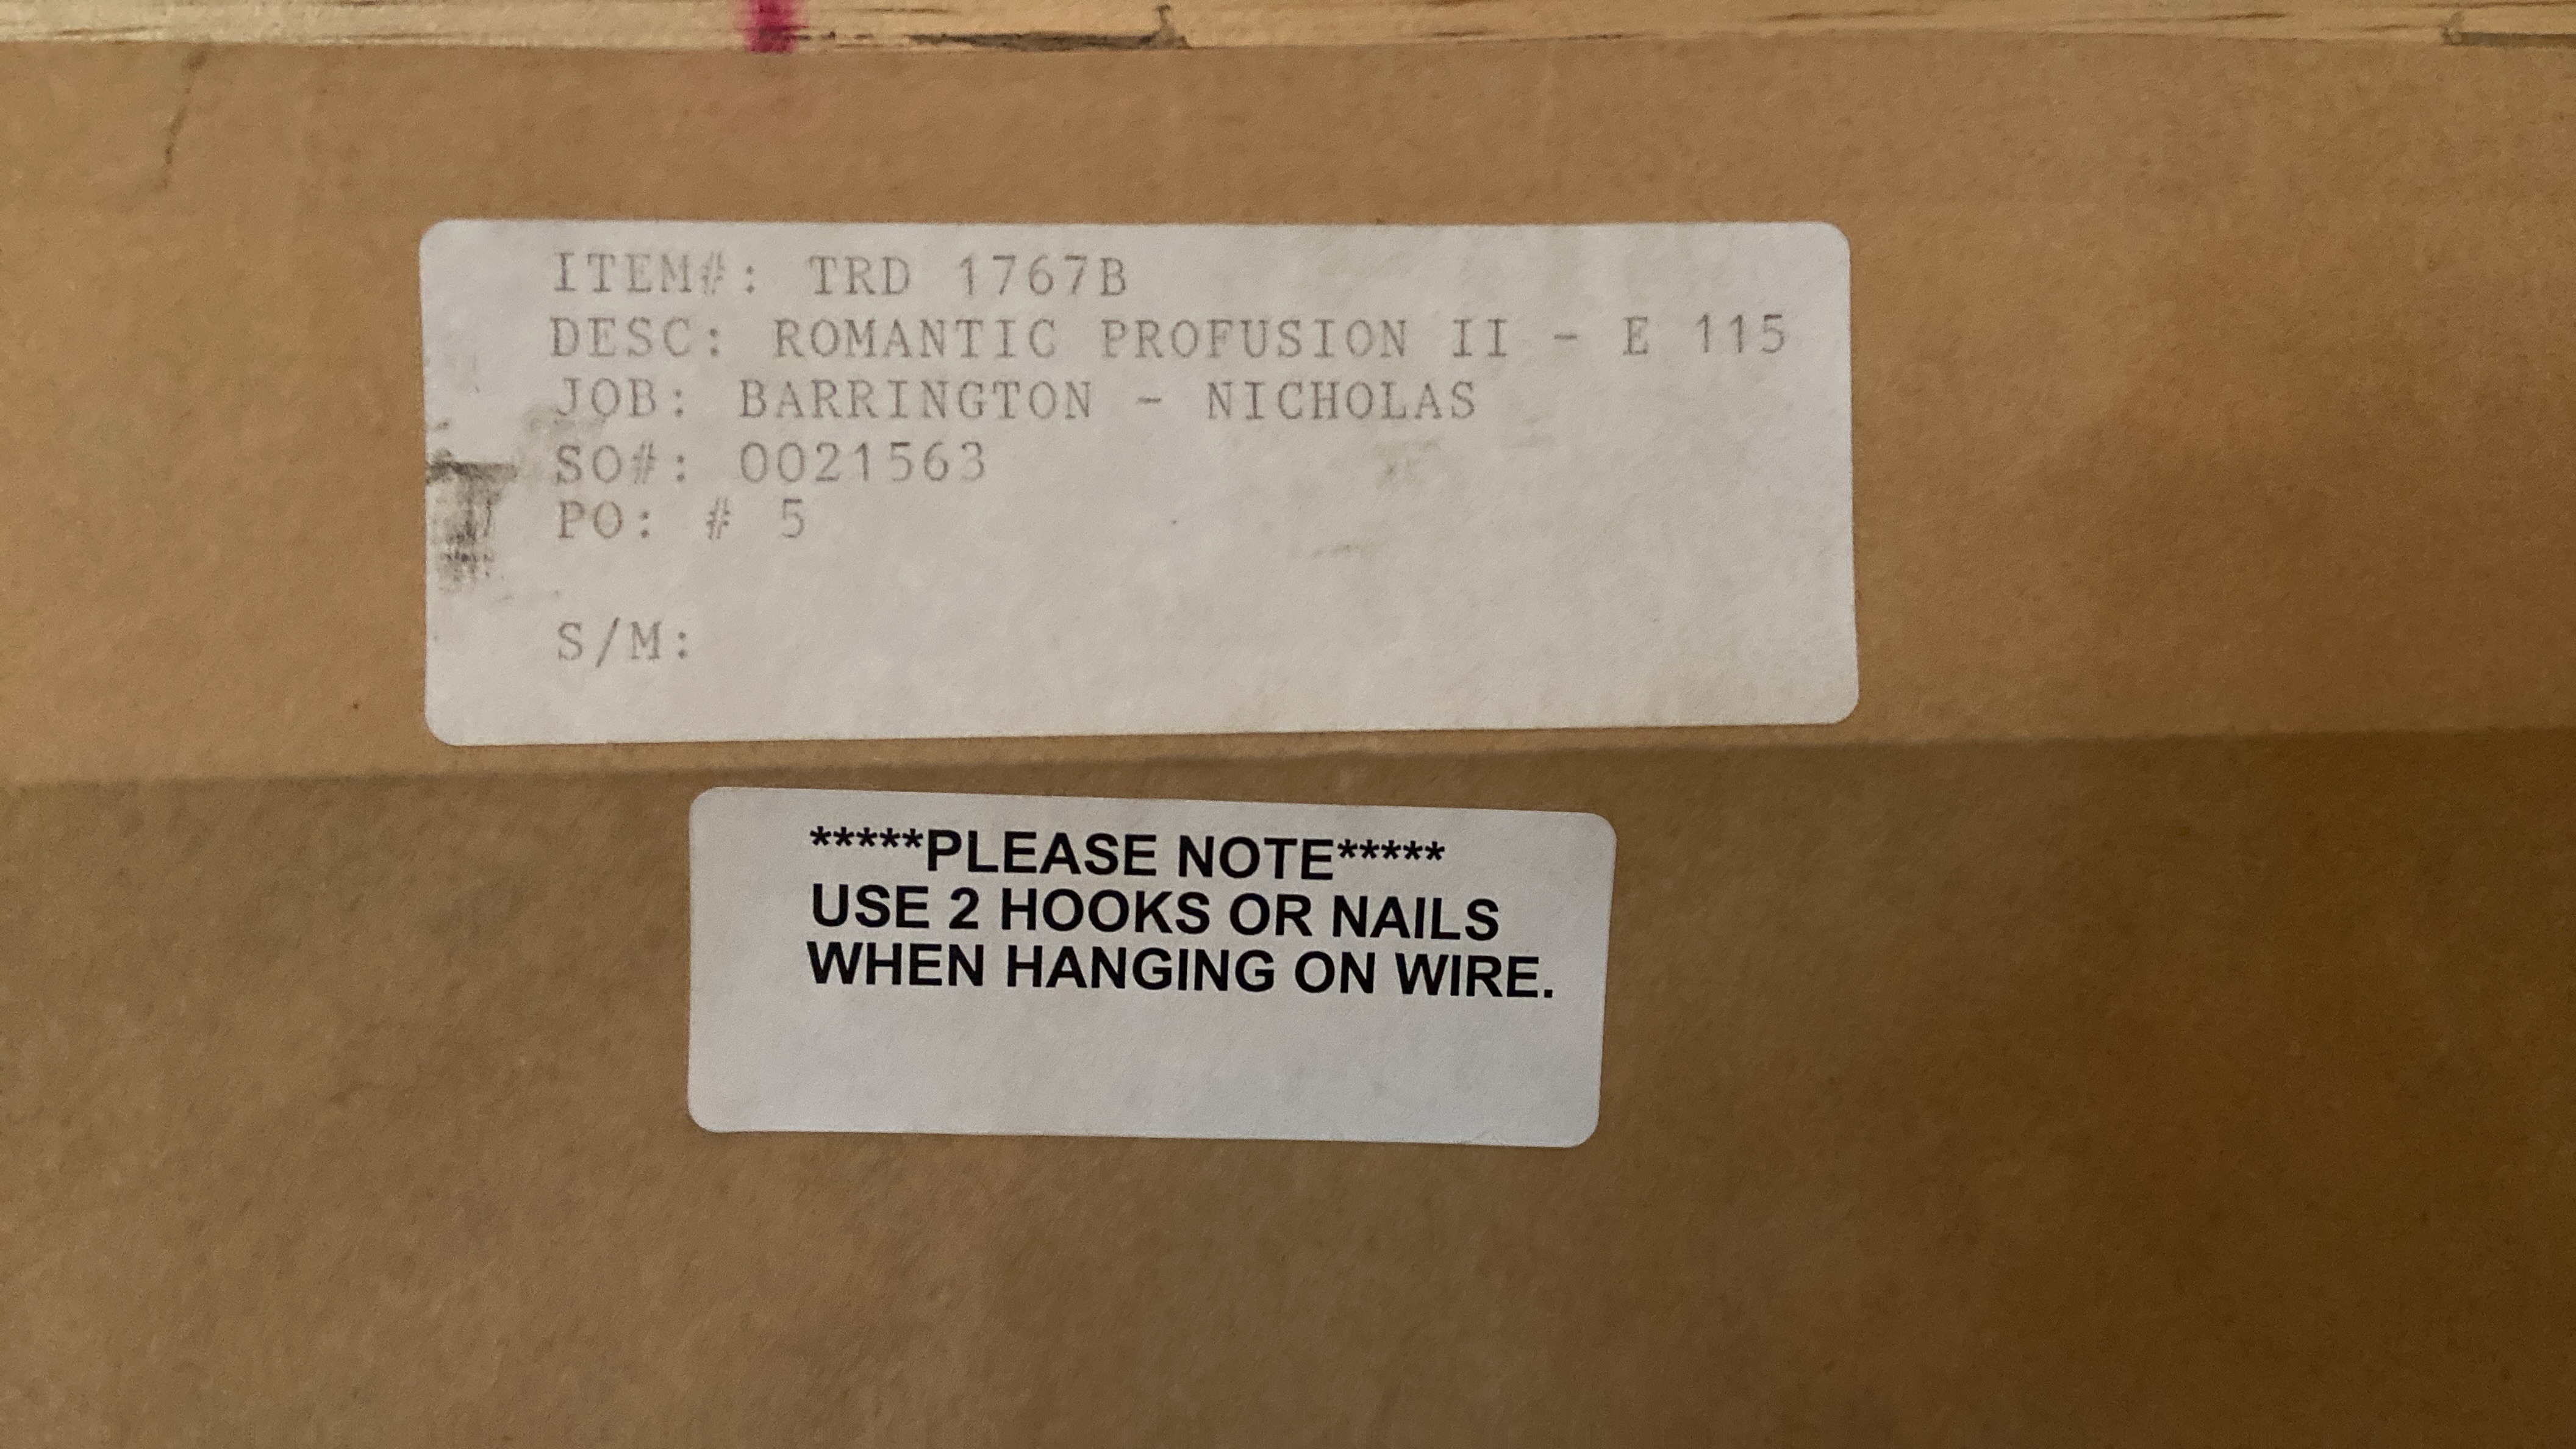 ITEM#: TRD 1767B
DESC: ROMANTIC PROFUSION II - E 115
JOB: BARRINGTON - NICHOLAS
SO#: 0021563
PO: # 5
S/M:
*****PLEASE NOTE*****
USE 2 HOOKS OR NAILS
WHEN HANGING ON WIRE.